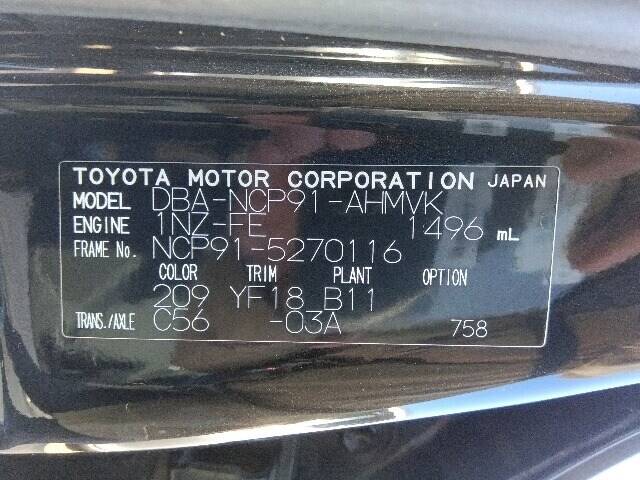 TOYOTA MOTOR CORPORATION JAPAN
MODEL DBA-NCP91-AHMVK
ENGINE 1NZ-FE 1496 mL
FRAME No. NCP91-5270116
COLOR TRIM PLANT OPTION
209 YF18 B11
TRANS./AXLE C56 -03A 758